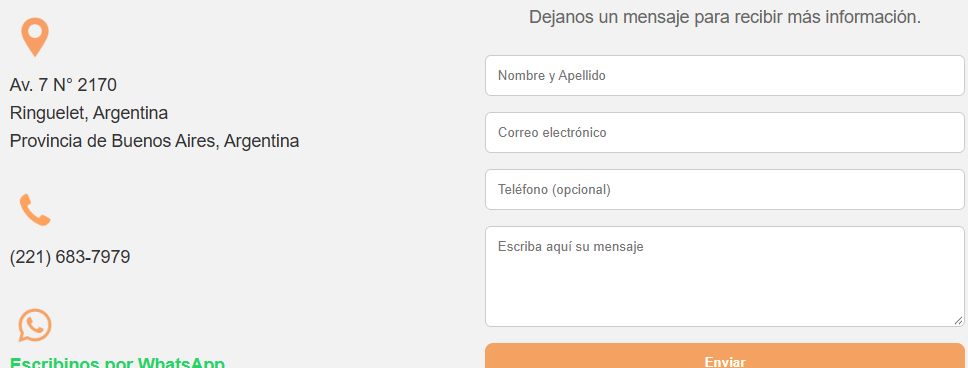 Av. 7 N° 2170
Ringuelet, Argentina
Provincia de Buenos Aires, Argentina
(221) 683-7979
Escribinos por WhatsApp
Dejanos un mensaje para recibir más información.
Nombre y Apellido
Correo electrónico
Teléfono (opcional)
Escriba aquí su mensaje
Enviar